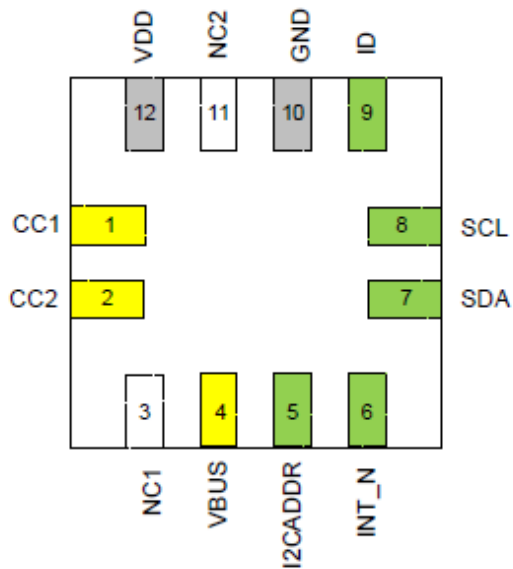 VDD NC2 GND ID
12 11 10 9
CC1 1 8 SCL
CC2 2 7 SDA
3 4 5 6
NC1 VBUS I2CADDR INT_N